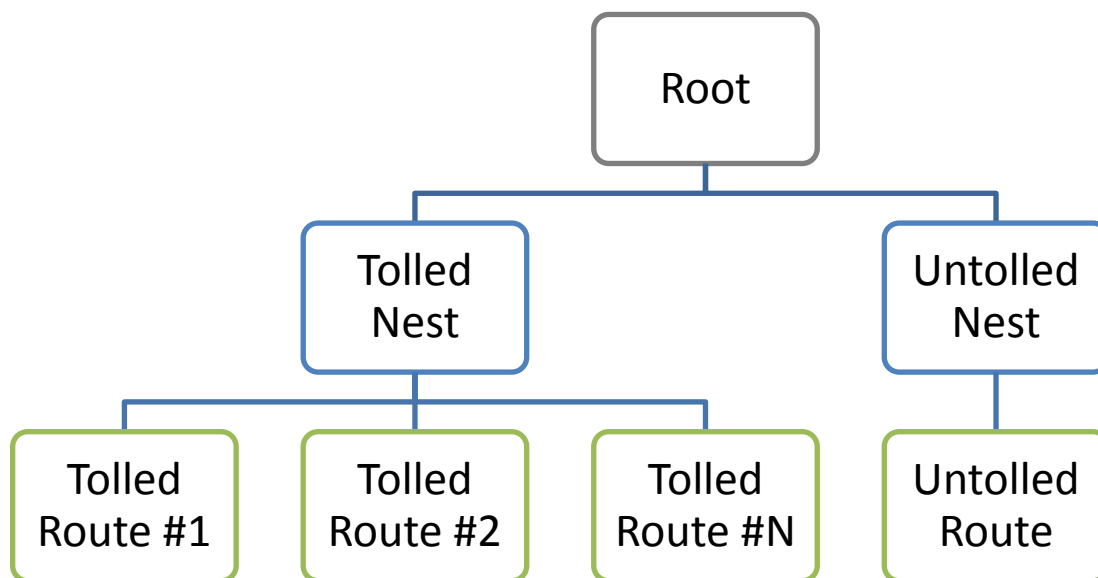 Root
Tolled
Nest
Untolled
Nest
Tolled
Route #1
Tolled
Route #2
Tolled
Route #N
Untolled
Route